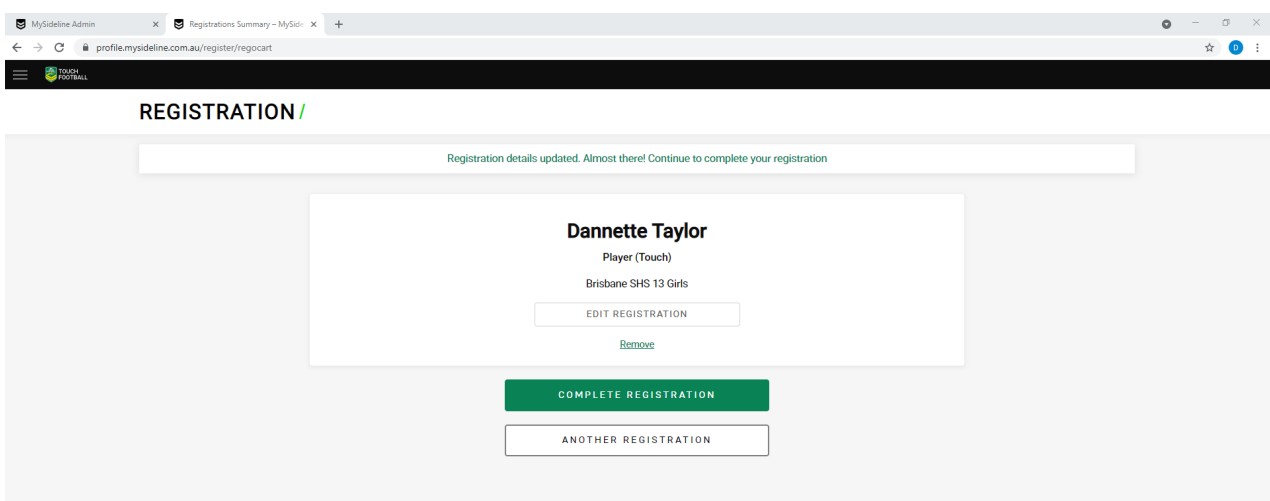 MySideline Admin
Registrations Summary – MySide
profile.mysideline.com.au/register/regocart
D
TOUCH
FOOTBALL
REGISTRATION /
Registration details updated. Almost there! Continue to complete your registration
Dannette Taylor
Player (Touch)
Brisbane SHS 13 Girls
EDIT REGISTRATION
Remove
COMPLETE REGISTRATION
ANOTHER REGISTRATION